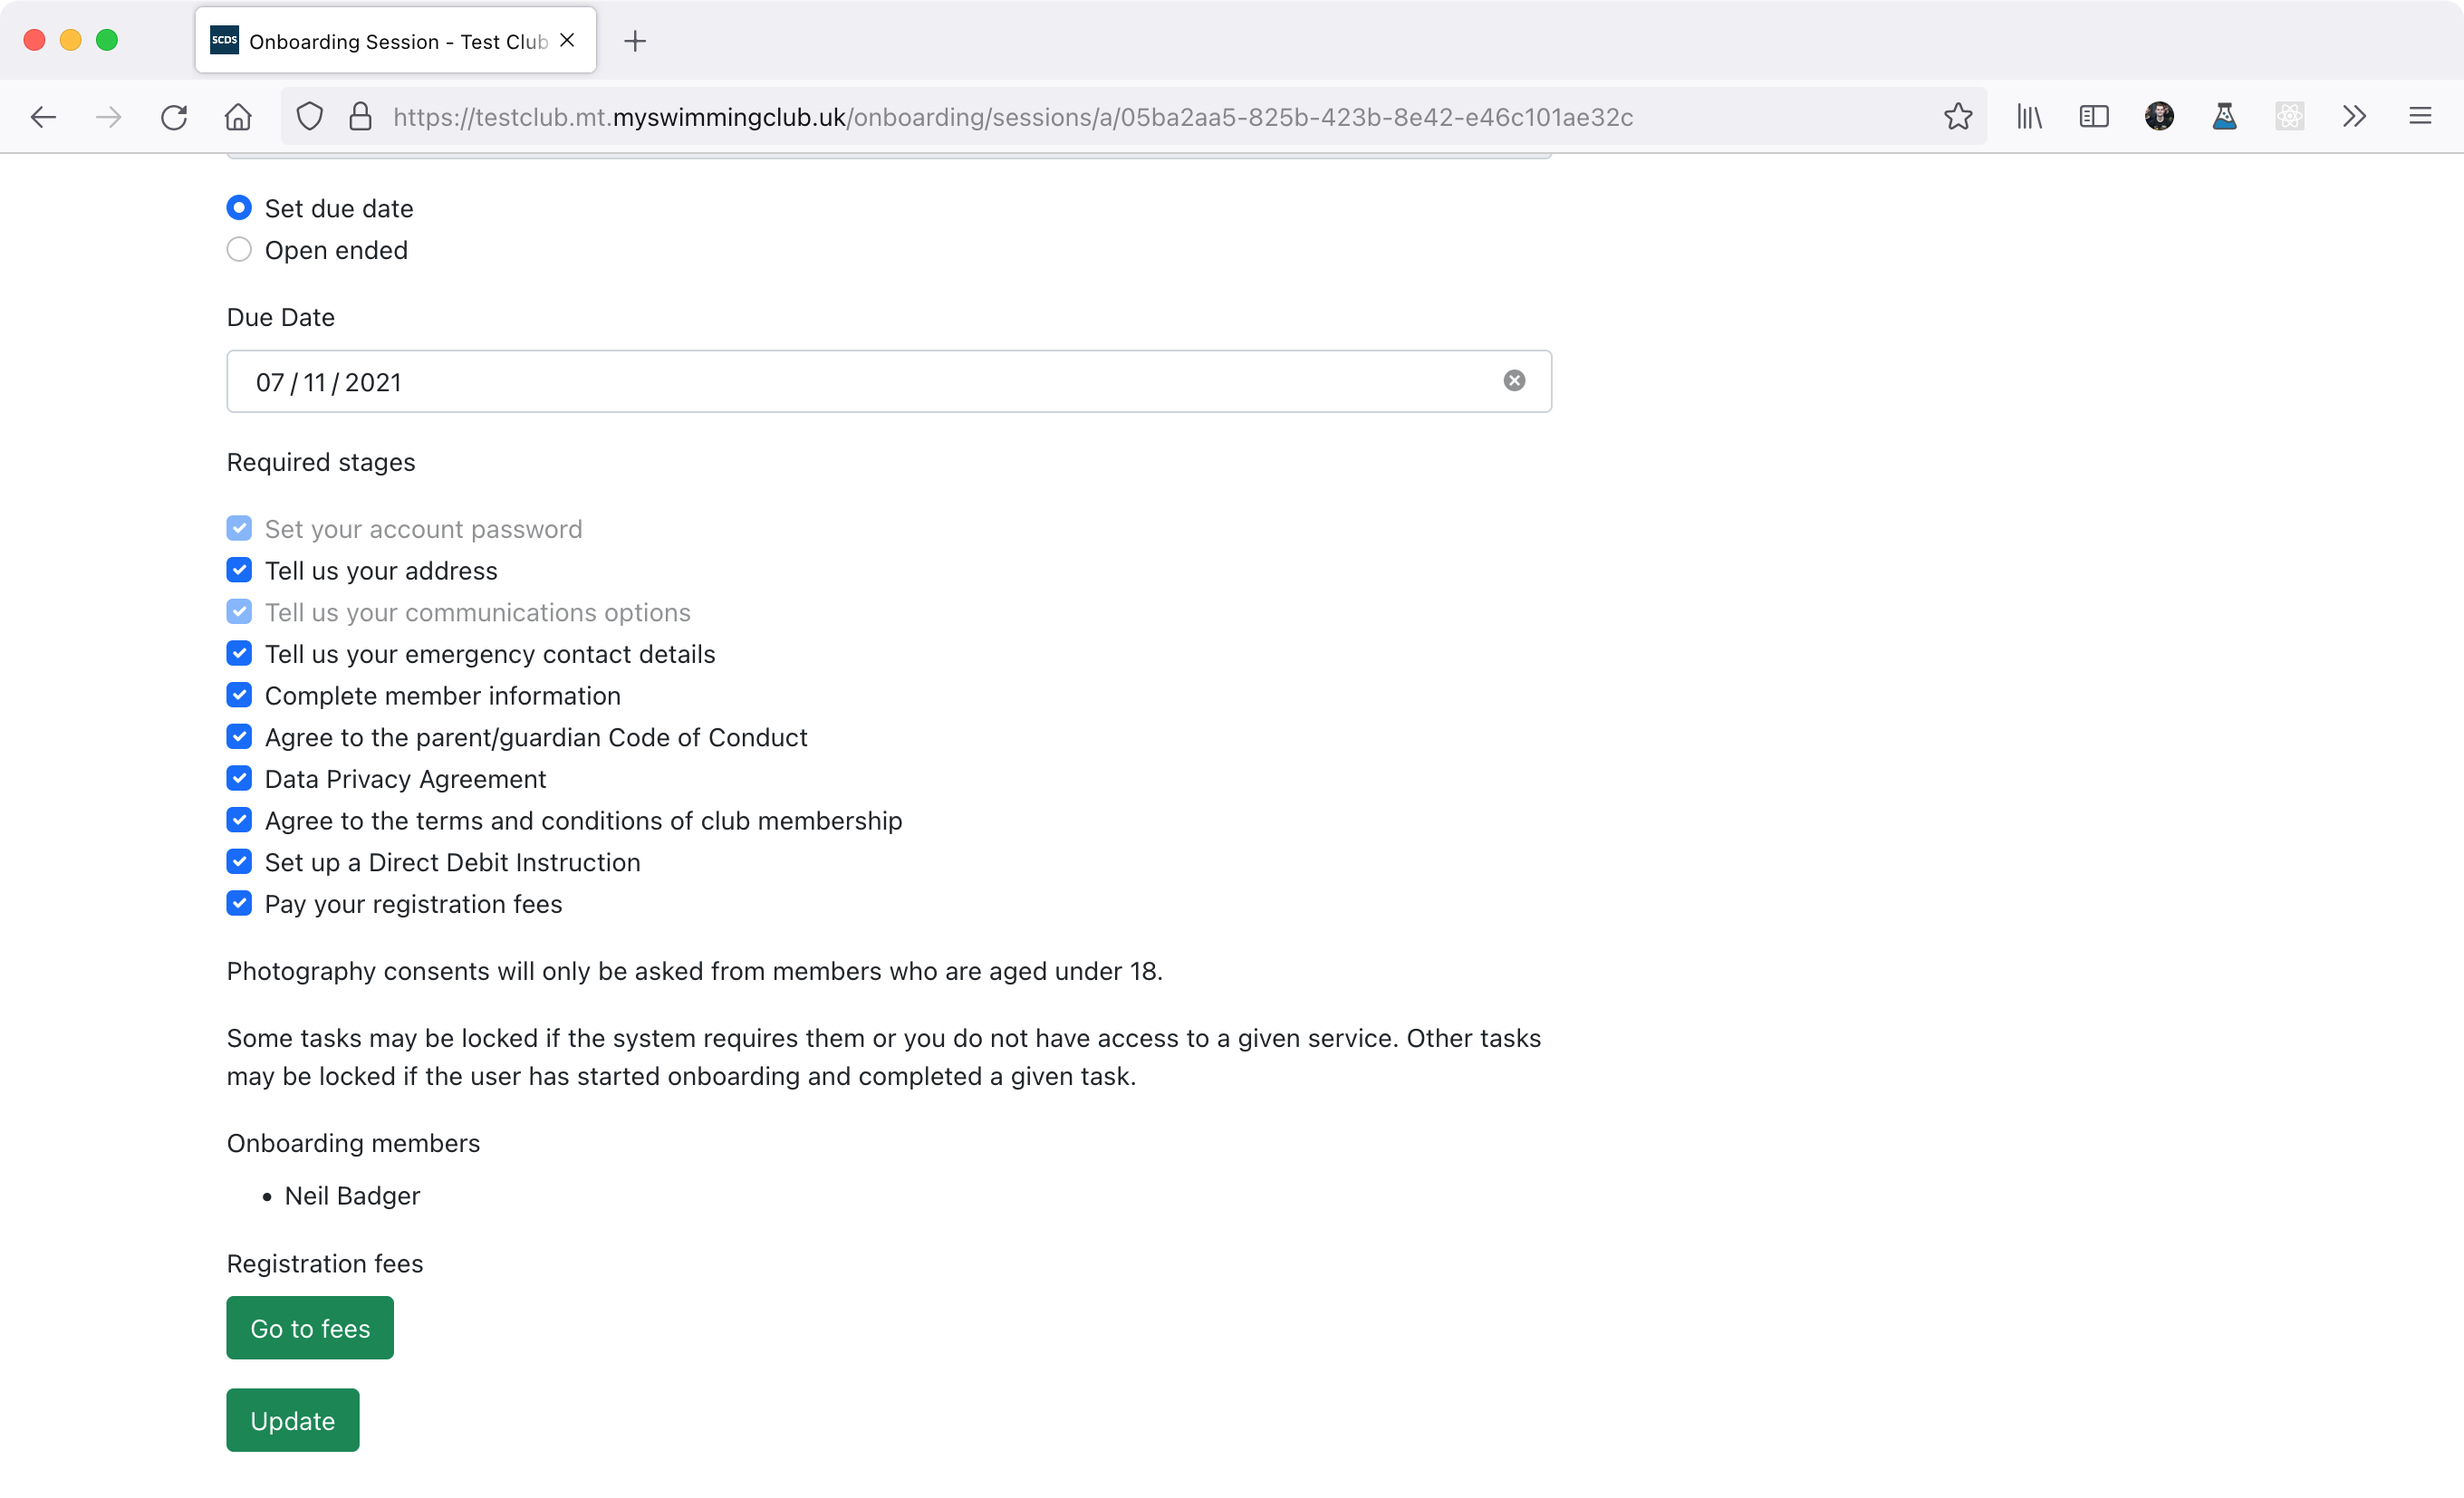 SCDS Onboarding Session - Test Club
https://testclub.mt.myswimmingclub.uk/onboarding/sessions/a/05ba2aa5-825b-423b-8e42-e46c101ae32c
Set due date
Open ended
Due Date
07/11/2021
Required stages
Set your account password
Tell us your address
Tell us your communications options
Tell us your emergency contact details
Complete member information
Agree to the parent/guardian Code of Conduct
Data Privacy Agreement
Agree to the terms and conditions of club membership
Set up a Direct Debit Instruction
Pay your registration fees
Photography consents will only be asked from members who are aged under 18.
Some tasks may be locked if the system requires them or you do not have access to a given service. Other tasks
may be locked if the user has started onboarding and completed a given task.
Onboarding members
• Neil Badger
Registration fees
Go to fees
Update